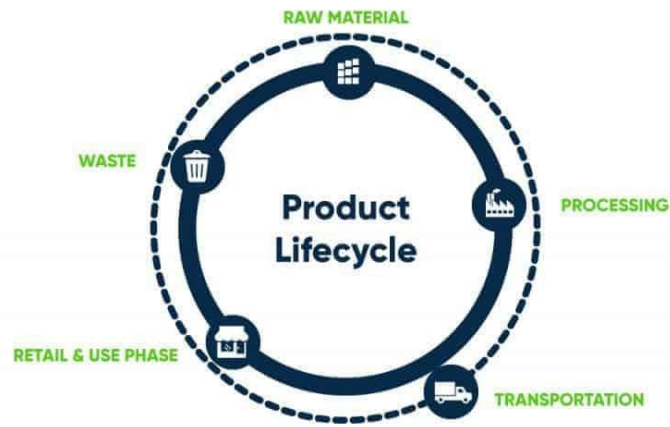 RAW MATERIAL
WASTE
Product
Lifecycle
PROCESSING
RETAIL & USE PHASE
TRANSPORTATION